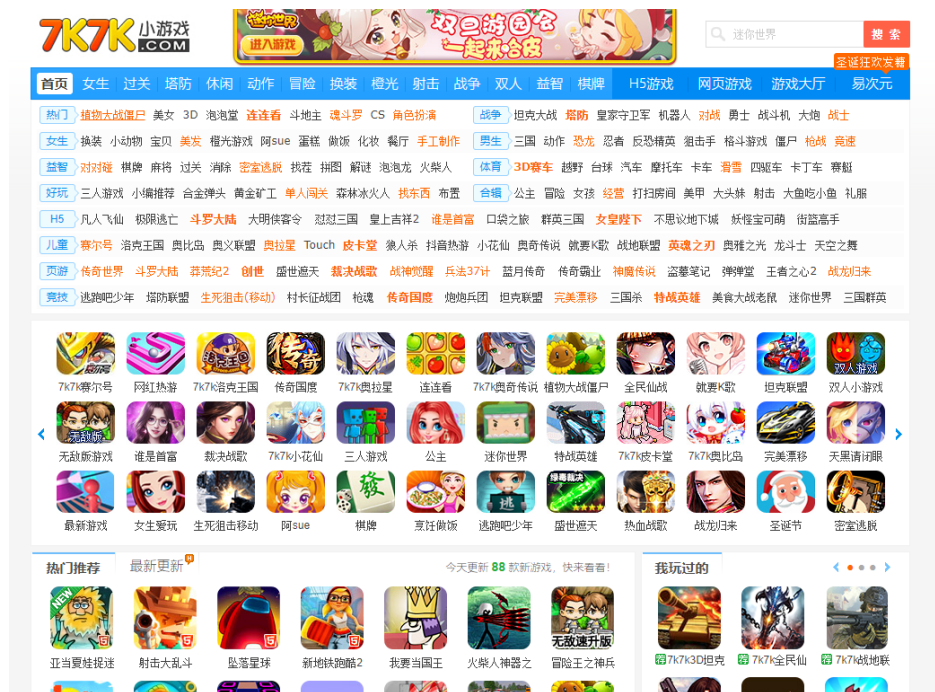 7K7K小游戏.COM
迷你世界 进入游戏 双旦游园会 一起来合皮
迷你世界 搜 索
圣诞狂欢发糖
首页 女生 过关 塔防 休闲 动作 冒险 换装 橙光 射击 战争 双人 益智 棋牌 H5游戏 网页游戏 游戏大厅 易次元
热门 植物大战僵尸 美女 3D 泡泡堂 连连看 斗地主 魂斗罗 CS 角色扮演
战争 坦克大战 塔防 皇家守卫军 机器人 对战 勇士 战斗机 大炮 战士
女生 换装 小动物 宝贝 美发 橙光游戏 阿sue 蛋糕 做饭 化妆 餐厅 手工制作
男生 三国 动作 恐龙 忍者 反恐精英 狙击手 格斗游戏 僵尸 枪战 竞速
益智 对对碰 棋牌 麻将 过关 消除 密室逃脱 找茬 拼图 解谜 泡泡龙 火柴人
体育 3D赛车 越野 台球 汽车 摩托车 卡车 滑雪 四驱车 卡丁车 赛艇
好玩 三人游戏 小编推荐 合金弹头 黄金矿工 单人闯关 森林冰火人 找东西 布置
合辑 公主 冒险 女孩 经营 打扫房间 美甲 大头妹 射击 大鱼吃小鱼 礼服
H5 凡人飞仙 极限逃亡 斗罗大陆 大明侠客令 怼怼三国 皇上吉祥2 谁是首富 口袋之旅 群英三国 女皇陛下 不思议地下城 妖怪宝可萌 街篮高手
儿童 赛尔号 洛克王国 奥比岛 奥义联盟 奥拉星 Touch 皮卡堂 狼人杀 抖音热游 小花仙 奥奇传说 就要K歌 战地联盟 英魂之刃 奥雅之光 龙斗士 天空之舞
页游 传奇世界 斗罗大陆 莽荒纪2 创世 盛世遮天 裁决战歌 战神觉醒 兵法37计 蓝月传奇 传奇霸业 神魔传说 盗墓笔记 弹弹堂 王者之心2 战龙归来
竞技 逃跑吧少年 塔防联盟 生死狙击(移动) 村长征战团 枪魂 传奇国度 炮炮兵团 坦克联盟 完美漂移 三国杀 特战英雄 美食大战老鼠 迷你世界 三国群英
洛克王国 传奇 双人游戏
7k7k赛尔号 网红热游 7k7k洛克王国 传奇国度 7k7k奥拉星 连连看 7k7k奥奇传说 植物大战僵尸 全民仙战 就要K歌 坦克联盟 双人小游戏
无敌版
无敌版游戏 谁是首富 裁决战歌 7k7k小花仙 三人游戏 公主 迷你世界 特战英雄 7k7k皮卡堂 7k7k奥比岛 完美漂移 天黑请闭眼
發 逃 绿毒裁决
最新游戏 女生爱玩 生死狙击移动 阿sue 棋牌 烹饪做饭 逃跑吧少年 盛世遮天 热血战歌 战龙归来 圣诞节 密室逃脱
热门推荐 最新更新 今天更新 88 款新游戏，快来看看！
我玩过的
NEW 无敌速升版
亚当夏娃捉迷 射击大乱斗 坠落星球 新地铁跑酷2 我要当国王 火柴人神器之 冒险王之神兵
荐 7k7k3D坦克 荐 7k7k全民仙 荐 7k7k战地联